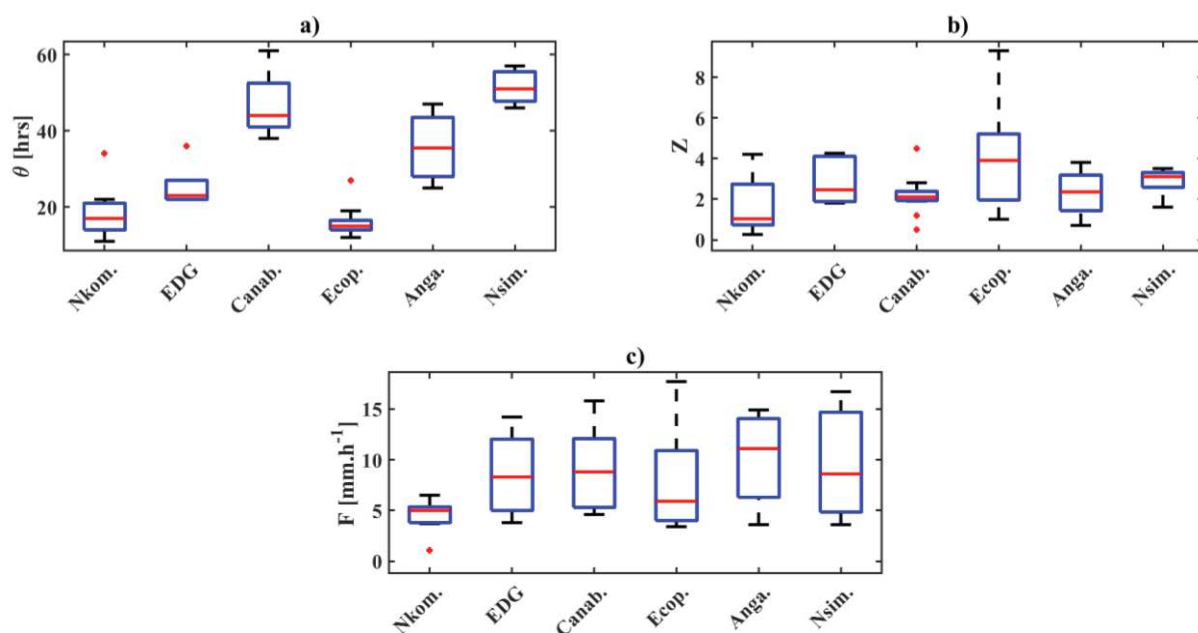 a)
60
40
20
θ [hrs]
Nkom.
EDG
Canab.
Ecop.
Anga.
Nsim.
b)
8
6
4
2
0
Z
Nkom.
EDG
Canab.
Ecop.
Anga.
Nsim.
c)
15
10
5
0
F [mm.h⁻¹]
Nkom.
EDG
Canab.
Ecop.
Anga.
Nsim.